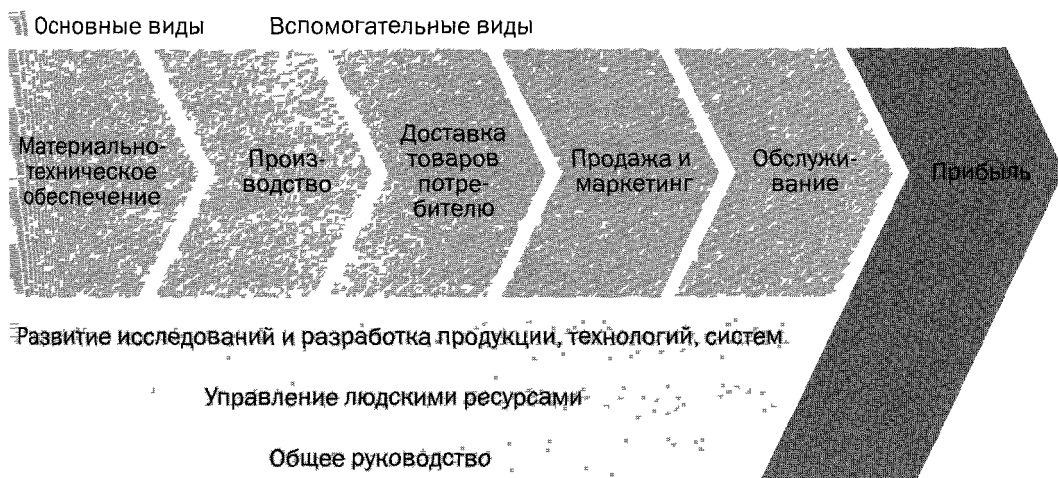 Основные виды
Вспомогательные виды
Материально-
техническое
обеспечение
Произ-
водство
Доставка
товаров
потре-
бителю
Продажа и
маркетинг
Обслужи-
вание
Прибыль
Развитие исследований и разработка продукции, технологий, систем
Управление людскими ресурсами
Общее руководство